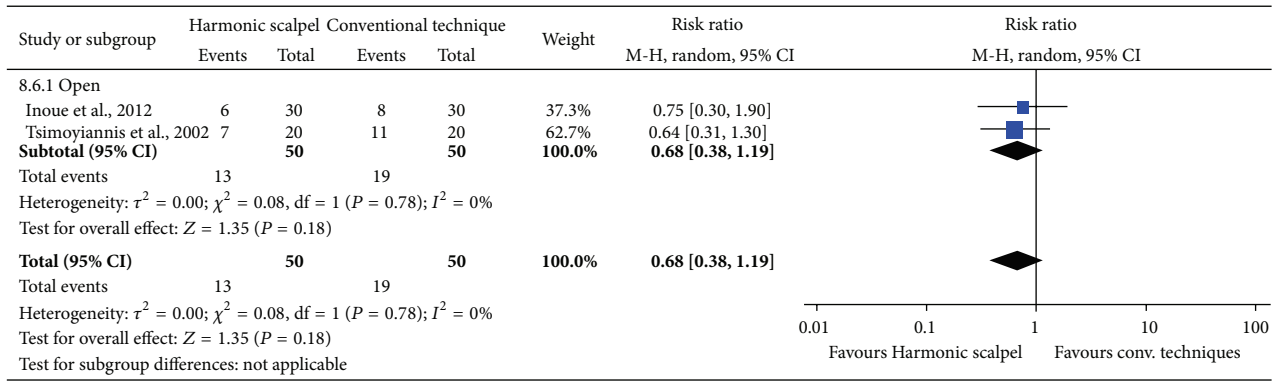 Study or subgroup Harmonic scalpel Conventional technique Weight Risk ratio Risk ratio
Events Total Events Total M-H, random, 95% CI M-H, random, 95% CI
8.6.1 Open
Inoue et al., 2012 6 30 8 30 37.3% 0.75 [0.30, 1.90]
Tsimoyiannis et al., 2002 7 20 11 20 62.7% 0.64 [0.31, 1.30]
Subtotal (95% CI) 50 50 100.0% 0.68 [0.38, 1.19]
Total events 13 19
Heterogeneity: τ² = 0.00; χ² = 0.08, df = 1 (P = 0.78); I² = 0%
Test for overall effect: Z = 1.35 (P = 0.18)
Total (95% CI) 50 50 100.0% 0.68 [0.38, 1.19]
Total events 13 19
Heterogeneity: τ² = 0.00; χ² = 0.08, df = 1 (P = 0.78); I² = 0%
Test for overall effect: Z = 1.35 (P = 0.18)
Test for subgroup differences: not applicable
0.01 0.1 1 10 100
Favours Harmonic scalpel Favours conv. techniques